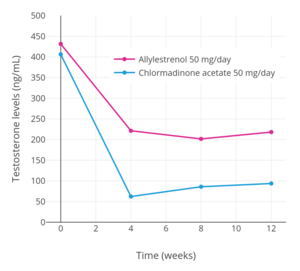 Testosterone levels (ng/mL)
500
450
400
350
300
250
200
150
100
50
0
Allylestrenol 50 mg/day
Chlormadinone acetate 50 mg/day
0 2 4 6 8 10 12
Time (weeks)